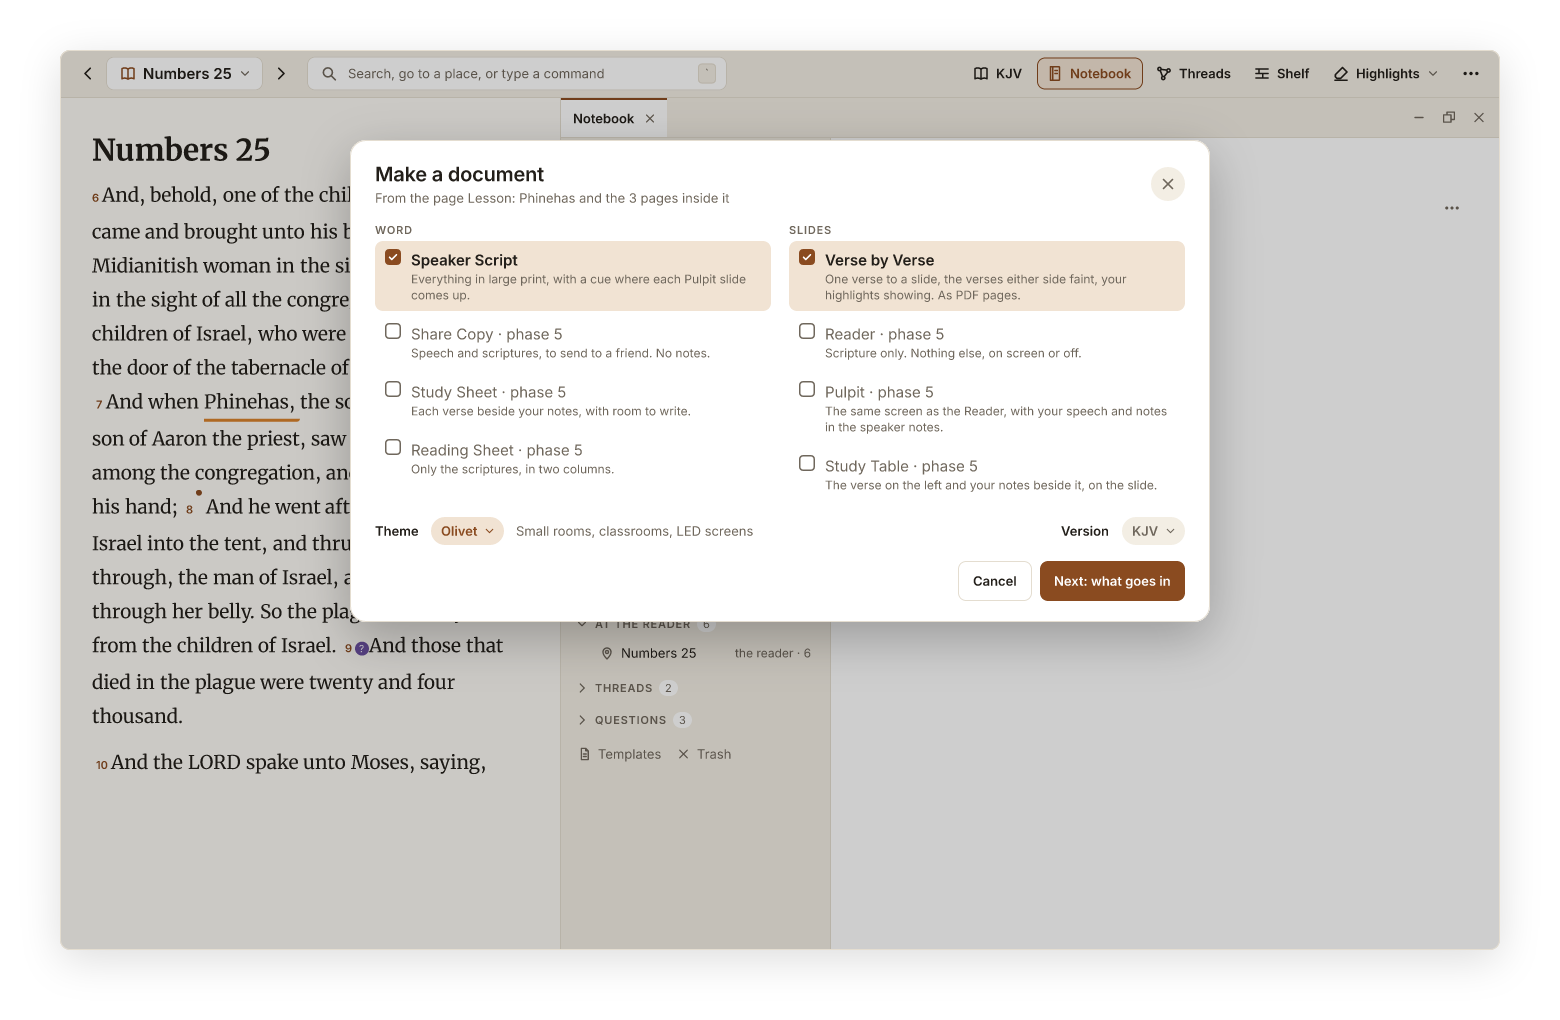 Numbers 25
Search, go to a place, or type a command
KJV
Notebook
Threads
Shelf
Highlights
Notebook
Numbers 25
6 And, behold, one of the chil
came and brought unto his b
Midianitish woman in the si
in the sight of all the congre
children of Israel, who were
the door of the tabernacle of
7 And when Phinehas, the so
son of Aaron the priest, saw
among the congregation, and
his hand; 8 And he went aft
Israel into the tent, and thru
through, the man of Israel, a
through her belly. So the plag
from the children of Israel. 9 ? And those that
died in the plague were twenty and four
thousand.
10 And the LORD spake unto Moses, saying,
Make a document
From the page Lesson: Phinehas and the 3 pages inside it
WORD
Speaker Script
Everything in large print, with a cue where each Pulpit slide
comes up.
Share Copy · phase 5
Speech and scriptures, to send to a friend. No notes.
Study Sheet · phase 5
Each verse beside your notes, with room to write.
Reading Sheet · phase 5
Only the scriptures, in two columns.
SLIDES
Verse by Verse
One verse to a slide, the verses either side faint, your
highlights showing. As PDF pages.
Reader · phase 5
Scripture only. Nothing else, on screen or off.
Pulpit · phase 5
The same screen as the Reader, with your speech and notes
in the speaker notes.
Study Table · phase 5
The verse on the left and your notes beside it, on the slide.
Theme
Olivet
Small rooms, classrooms, LED screens
Version
KJV
Cancel
Next: what goes in
AT THE READER 6
Numbers 25
the reader · 6
THREADS 2
QUESTIONS 3
Templates
Trash